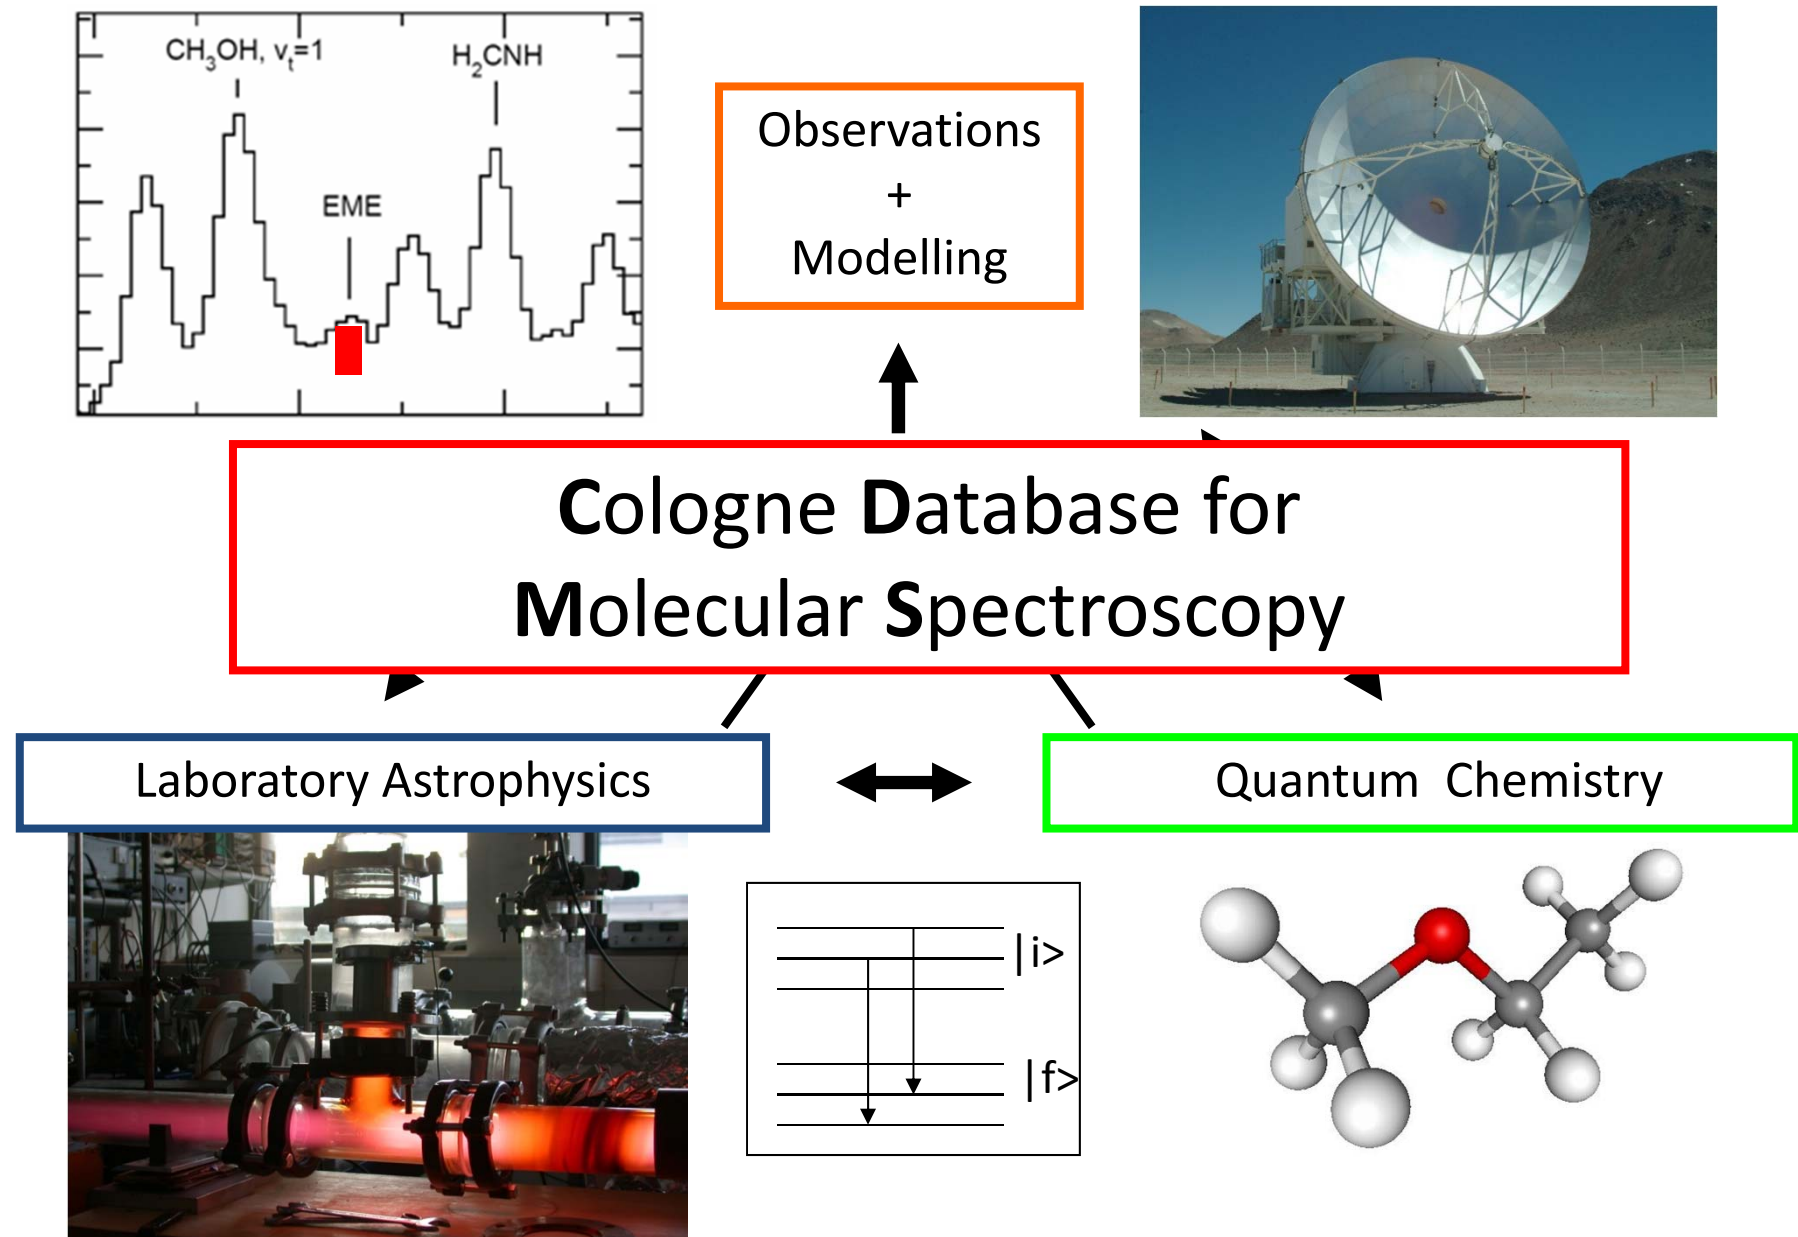 CH₃OH, vₜ=1
H₂CNH
EME
Observations
+
Modelling
Cologne Database for
Molecular Spectroscopy
Laboratory Astrophysics
Quantum Chemistry
|i>
|f>